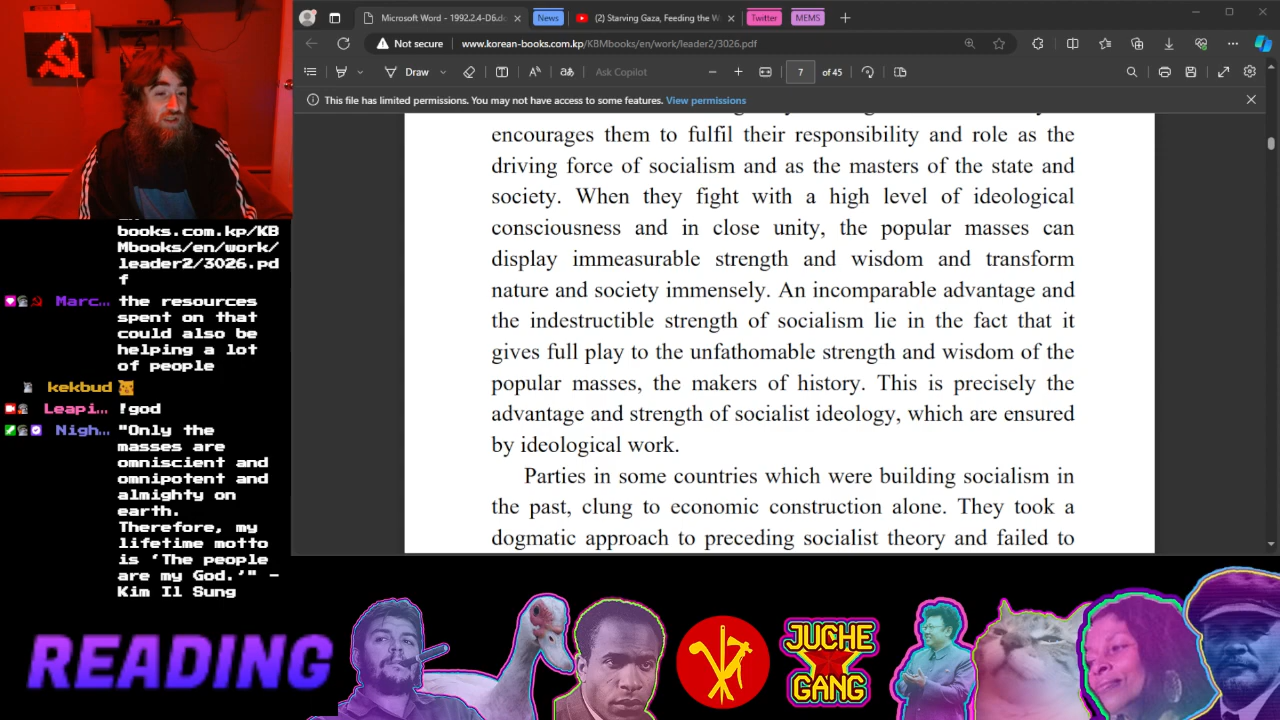 Microsoft Word - 1992.2.4-D6.do
News
(2) Starving Gaza, Feeding the W
Twitter
MEMS
Not secure
www.korean-books.com.kp/KBMbooks/en/work/leader2/3026.pdf
Draw
Ask Copilot
7
of 45
This file has limited permissions. You may not have access to some features. View permissions
encourages them to fulfil their responsibility and role as the
driving force of socialism and as the masters of the state and
society. When they fight with a high level of ideological
consciousness and in close unity, the popular masses can
display immeasurable strength and wisdom and transform
nature and society immensely. An incomparable advantage and
the indestructible strength of socialism lie in the fact that it
gives full play to the unfathomable strength and wisdom of the
popular masses, the makers of history. This is precisely the
advantage and strength of socialist ideology, which are ensured
by ideological work.
Parties in some countries which were building socialism in
the past, clung to economic construction alone. They took a
dogmatic approach to preceding socialist theory and failed to
books.com.kp/KB
Mbooks/en/work/
leader2/3026.pd
f
Marc... the resources
spent on that
could also be
helping a lot
of people
kekbud
Leapi... !god
Nigh... "Only the
masses are
omniscient and
omnipotent and
almighty on
earth.
Therefore, my
lifetime motto
is ‘The people
are my God.’" -
Kim Il Sung
READING
JUCHE
GANG